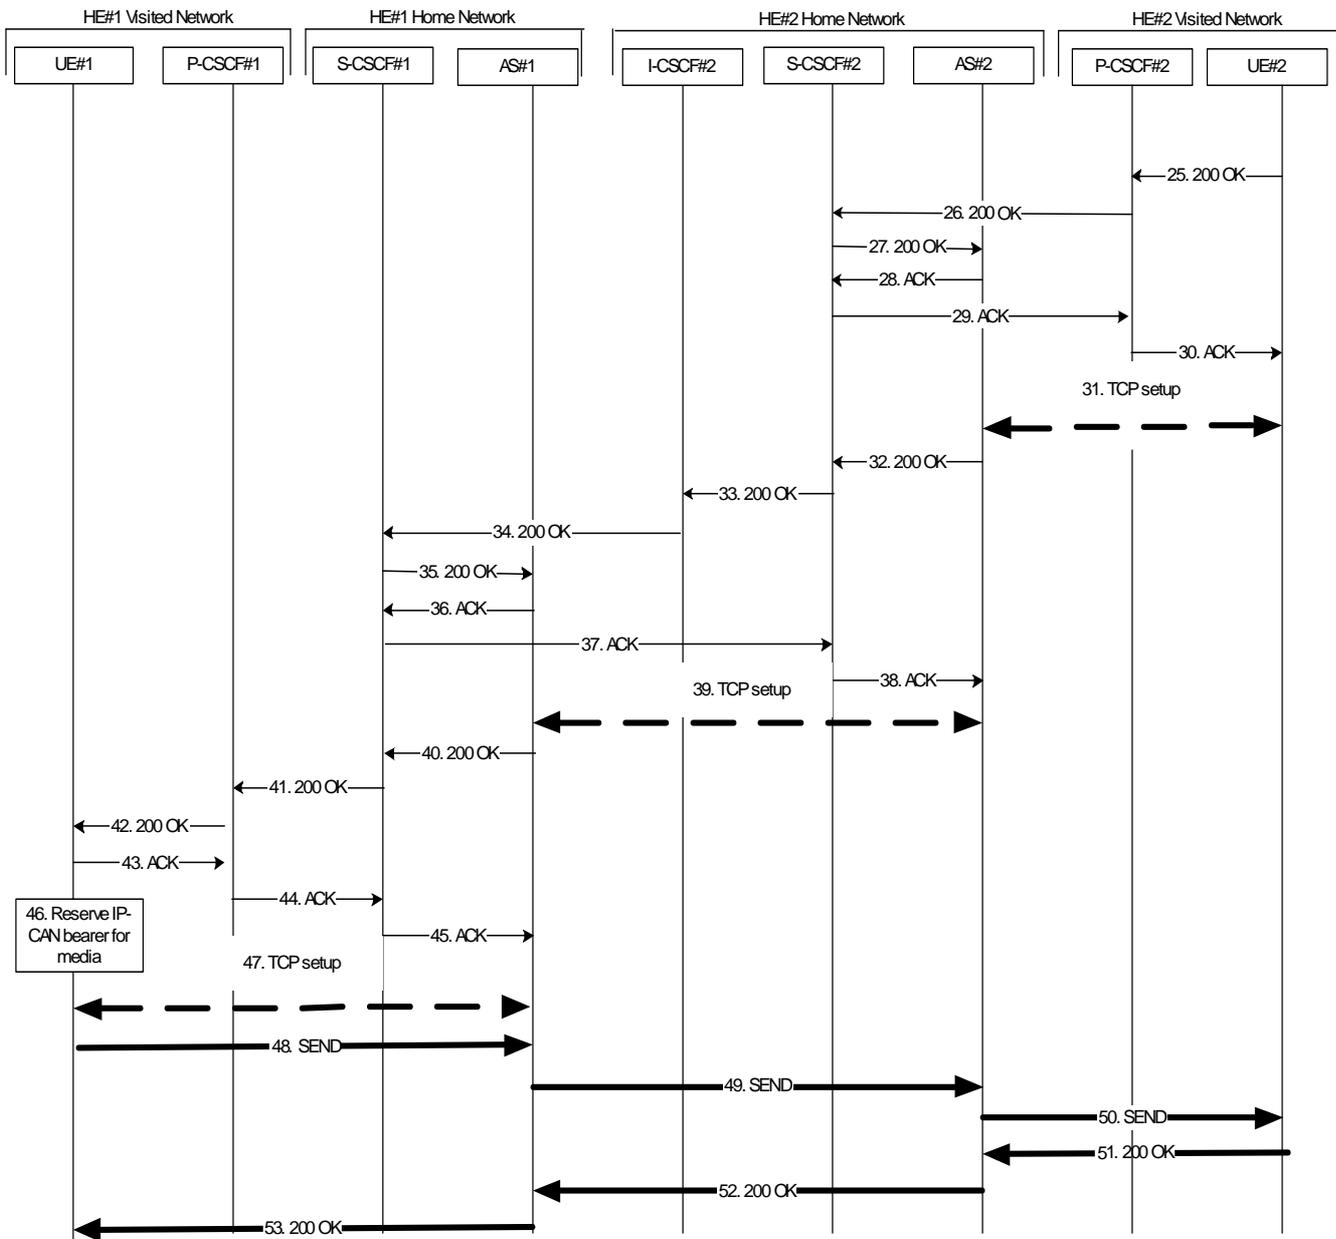 HE#1 Visited Network
HE#1 Home Network
HE#2 Home Network
HE#2 Visited Network
UE#1
P-CSCF#1
S-CSCF#1
AS#1
I-CSCF#2
S-CSCF#2
AS#2
P-CSCF#2
UE#2
25. 200 OK
26. 200 OK
27. 200 OK
28. ACK
29. ACK
30. ACK
31. TCP setup
32. 200 OK
33. 200 OK
34. 200 OK
35. 200 OK
36. ACK
37. ACK
38. ACK
39. TCP setup
40. 200 OK
41. 200 OK
42. 200 OK
43. ACK
44. ACK
45. ACK
46. Reserve IP-
CAN bearer for
media
47. TCP setup
48. SEND
49. SEND
50. SEND
51. 200 OK
52. 200 OK
53. 200 OK